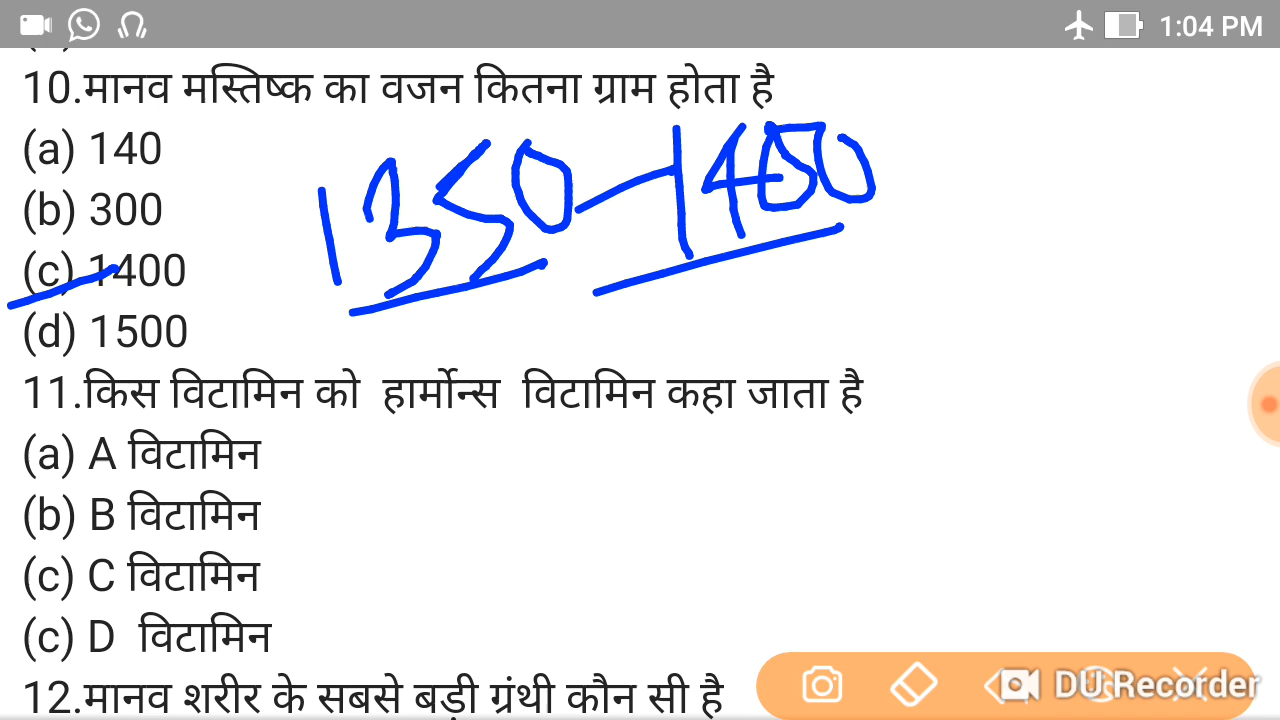 1:04 PM
10.मानव मस्तिष्क का वजन कितना ग्राम होता है
(a) 140
(b) 300
1350-1400
(c) 1400
(d) 1500
11.किस विटामिन को हार्मोन्स विटामिन कहा जाता है
(a) A विटामिन
(b) B विटामिन
(c) C विटामिन
(c) D विटामिन
12.मानव शरीर के सबसे बड़ी ग्रंथी कौन सी है
DU Recorder